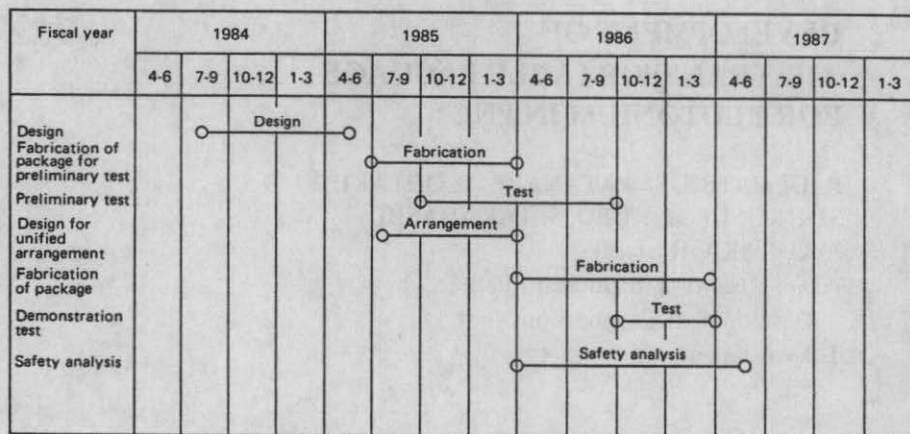 Fiscal year 1984 1985 1986 1987
4-6 7-9 10-12 1-3 4-6 7-9 10-12 1-3 4-6 7-9 1-3 4-6 7-9 10-12 1-3
Design Design
Fabrication of
package for Fabrication
preliminary test
Preliminary test Test
Design for
unified Arrangement
arrangement
Fabrication Fabrication
of package
Demonstration Test
test
Safety analysis Safety analysis